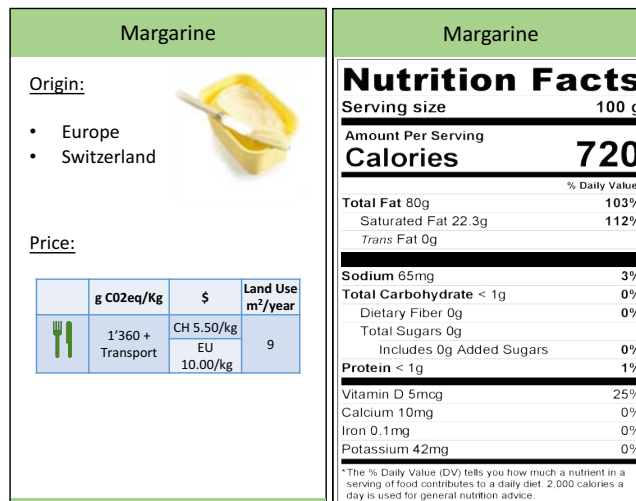 Margarine
Origin:
• Europe
• Switzerland
Price:
g C02eq/Kg $ Land Use m²/year
1'360 + Transport CH 5.50/kg 9
EU 10.00/kg
Margarine
Nutrition Facts
Serving size 100 g
Amount Per Serving
Calories 720
% Daily Value
Total Fat 80g 103%
Saturated Fat 22.3g 112%
Trans Fat 0g
Sodium 65mg 3%
Total Carbohydrate < 1g 0%
Dietary Fiber 0g 0%
Total Sugars 0g
Includes 0g Added Sugars 0%
Protein < 1g 1%
Vitamin D 5mcg 25%
Calcium 10mg 0%
Iron 0.1mg 0%
Potassium 42mg 0%
*The % Daily Value (DV) tells you how much a nutrient in a
serving of food contributes to a daily diet. 2,000 calories a
day is used for general nutrition advice.